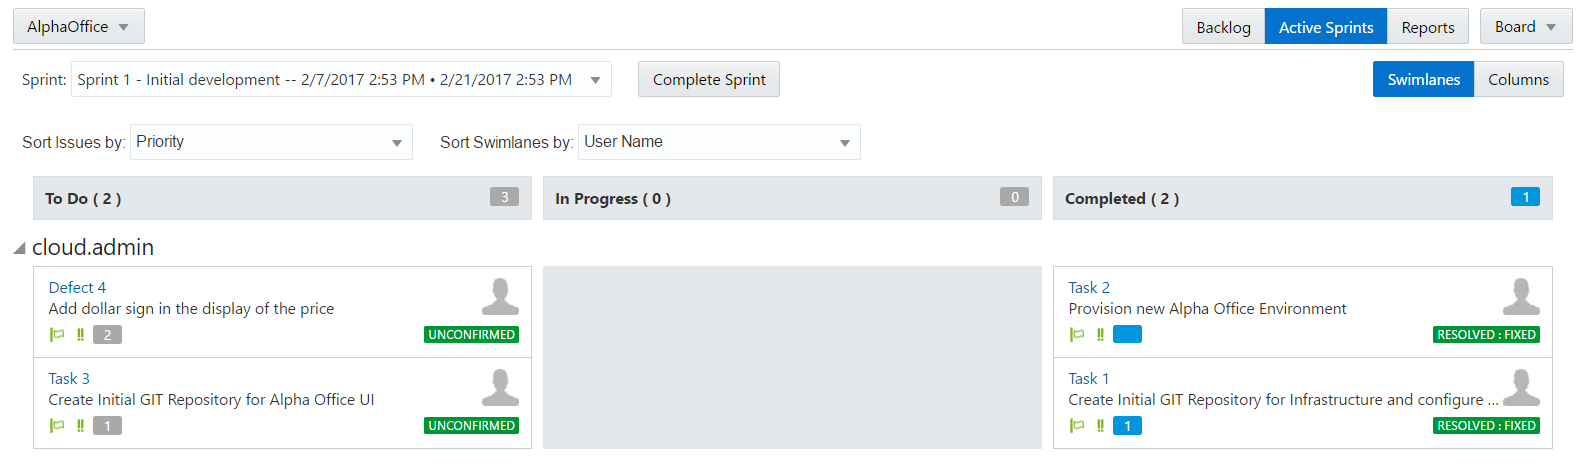 AlphaOffice
Backlog Active Sprints Reports Board
Sprint: Sprint 1 - Initial development -- 2/7/2017 2:53 PM • 2/21/2017 2:53 PM Complete Sprint Swimlanes Columns
Sort Issues by: Priority Sort Swimlanes by: User Name
To Do ( 2 ) 3 In Progress ( 0 ) 0 Completed ( 2 ) 1
cloud.admin
Defect 4
Add dollar sign in the display of the price
2 UNCONFIRMED
Task 3
Create Initial GIT Repository for Alpha Office UI
1 UNCONFIRMED
Task 2
Provision new Alpha Office Environment
RESOLVED : FIXED
Task 1
Create Initial GIT Repository for Infrastructure and configure ...
1 RESOLVED : FIXED